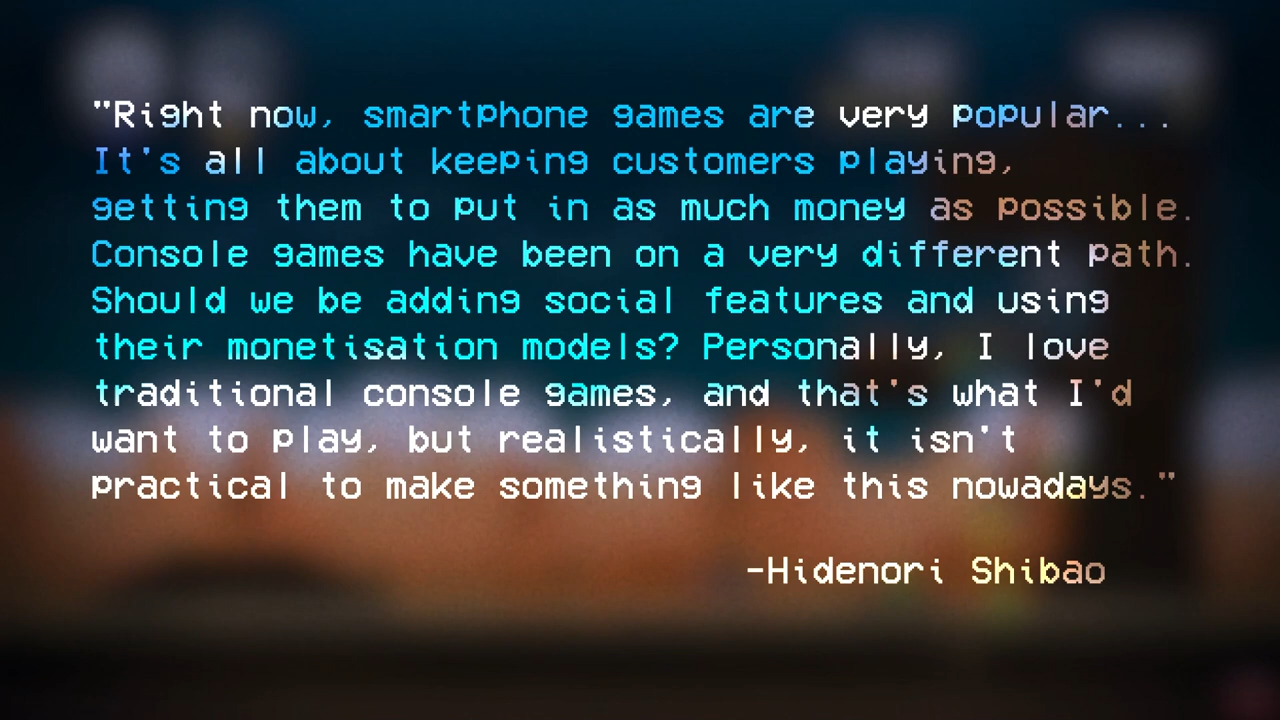 "Right now, smartphone games are very popular...
It's all about keeping customers playing,
getting them to put in as much money as possible.
Console games have been on a very different path.
Should we be adding social features and using
their monetisation models? Personally, I love
traditional console games, and that's what I'd
want to play, but realistically, it isn't
practical to make something like this nowadays."
-Hidenori Shibao